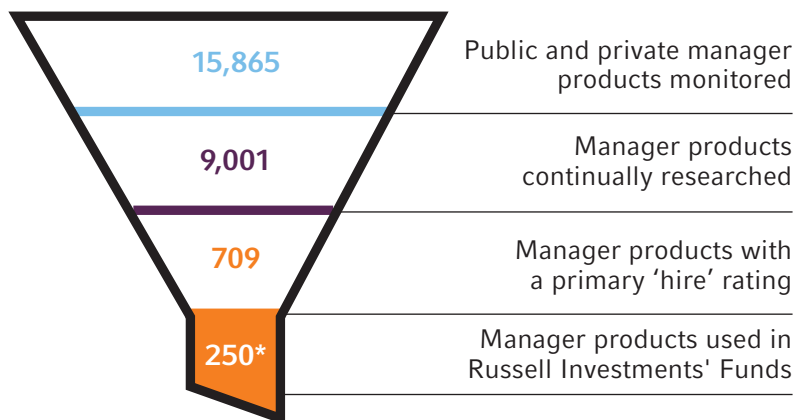 15,865
Public and private manager
products monitored
9,001
Manager products
continually researched
709
Manager products with
a primary ‘hire’ rating
250*
Manager products used in
Russell Investments' Funds